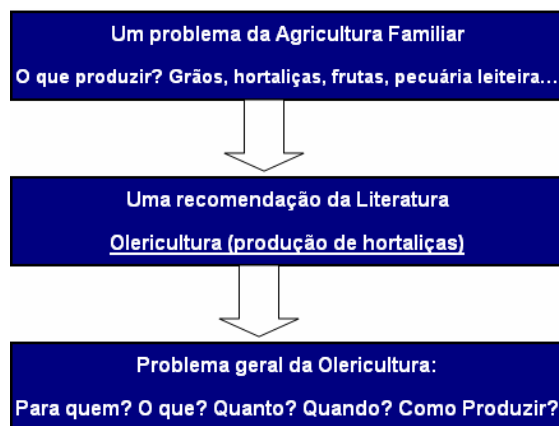 Um problema da Agricultura Familiar
O que produzir? Grãos, hortaliças, frutas, pecuária leiteira...
Uma recomendação da Literatura
Olericultura (produção de hortaliças)
Problema geral da Olericultura:
Para quem? O que? Quanto? Quando? Como Produzir?